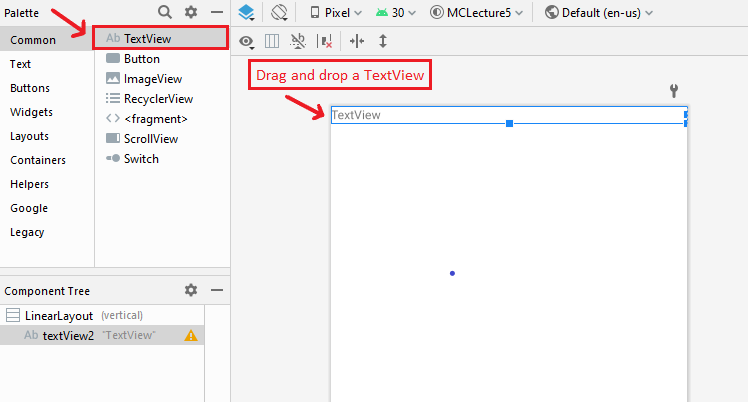 Palette
Common
Text
Buttons
Widgets
Layouts
Containers
Helpers
Google
Legacy
Ab TextView
Button
ImageView
RecyclerView
<fragment>
ScrollView
Switch
Pixel
30
MCLecture5
Default (en-us)
Drag and drop a TextView
TextView
Component Tree
LinearLayout (vertical)
Ab textView2 "TextView"